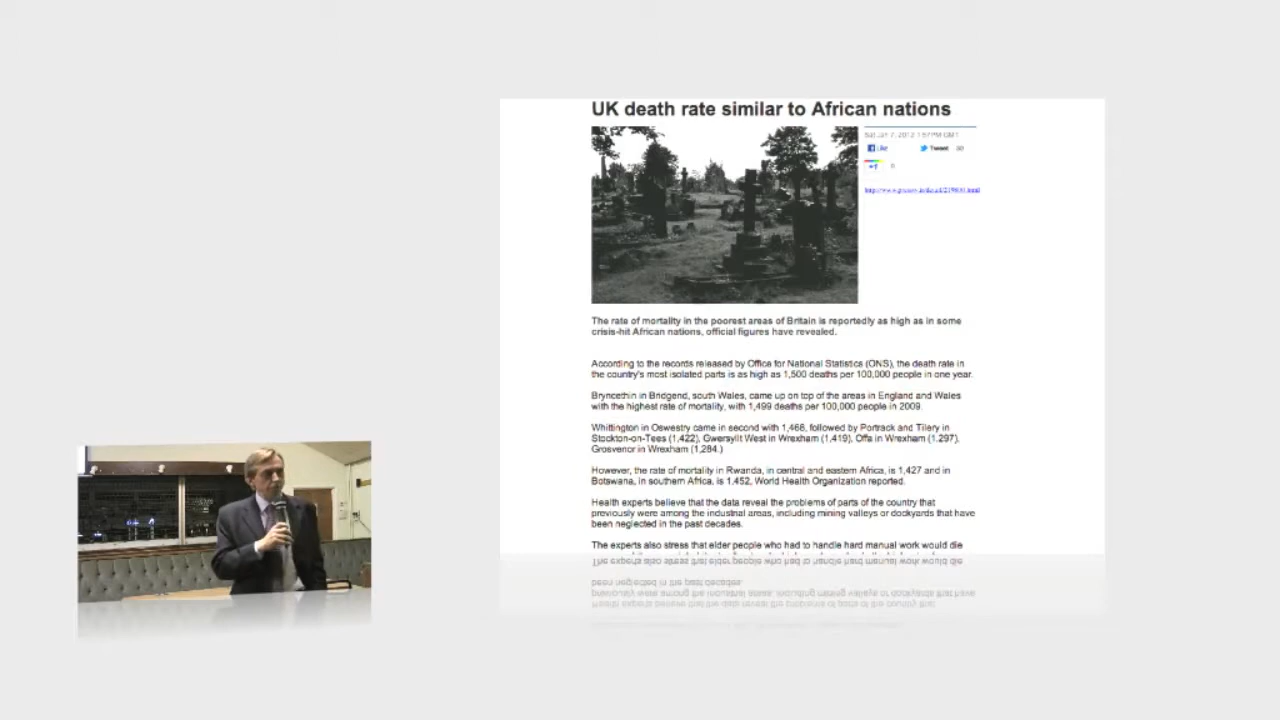 UK death rate similar to African nations
Like
Tweet
The rate of mortality in the poorest areas of Britain is reportedly as high as in some
crisis-hit African nations, official figures have revealed.
According to the records released by Office for National Statistics (ONS), the death rate in
the country's most isolated parts is as high as 1,500 deaths per 100,000 people in one year.
Bryncethin in Bridgend, south Wales, came up on top of the areas in England and Wales
with the highest rate of mortality, with 1,499 deaths per 100,000 people in 2009.
Whittington in Oswestry came in second with 1,466, followed by Portrack and Tilery in
Stockton-on-Tees (1,422), Gwersyllt West in Wrexham (1,419), Offa in Wrexham (1,297),
Grosvenor in Wrexham (1,284.)
However, the rate of mortality in Rwanda, in central and eastern Africa, is 1,427 and in
Botswana, in southern Africa, is 1,452, World Health Organization reported.
Health experts believe that the data reveal the problems of parts of the country that
previously were among the industrial areas, including mining valleys or dockyards that have
been neglected in the past decades.
The experts also stress that elder people who had to handle hard manual work would die